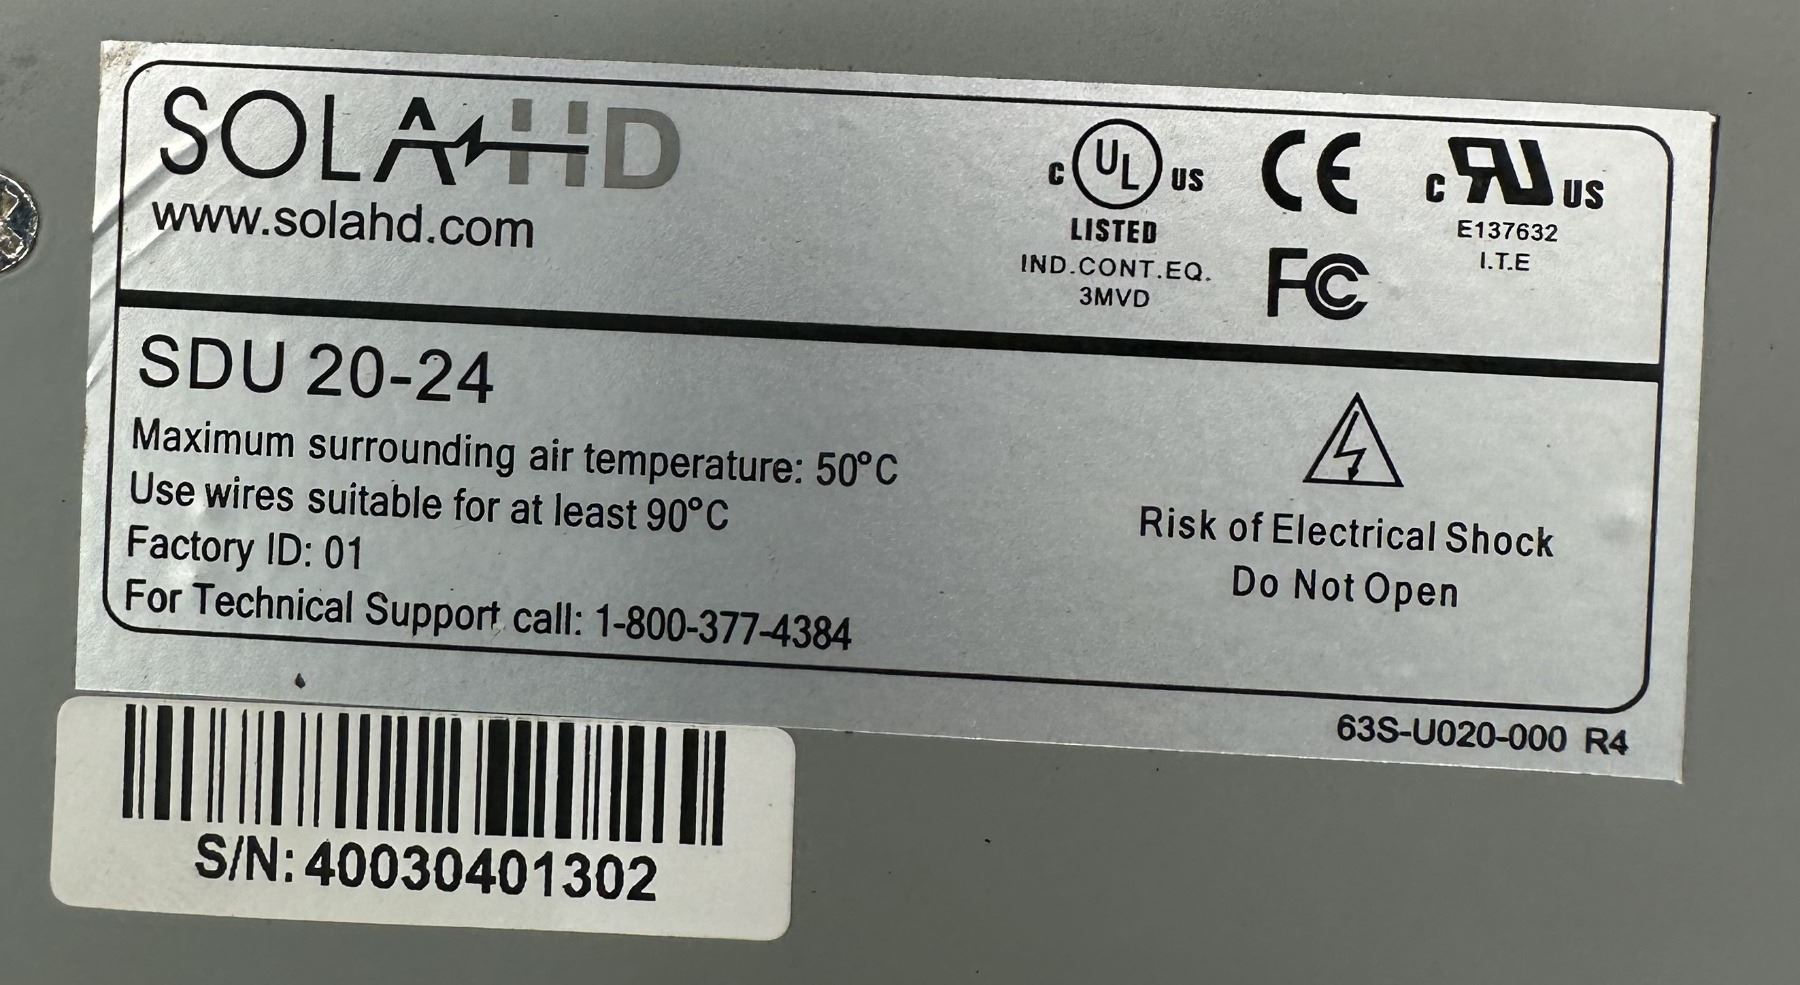 SOLA HD
www.solahd.com
c UL US
LISTED
IND.CONT.EQ.
3MVD
CE
FC
c RU US
E137632
I.T.E
SDU 20-24
Maximum surrounding air temperature: 50°C
Use wires suitable for at least 90°C
Factory ID: 01
For Technical Support call: 1-800-377-4384
Risk of Electrical Shock
Do Not Open
63S-U020-000 R4
S/N: 40030401302